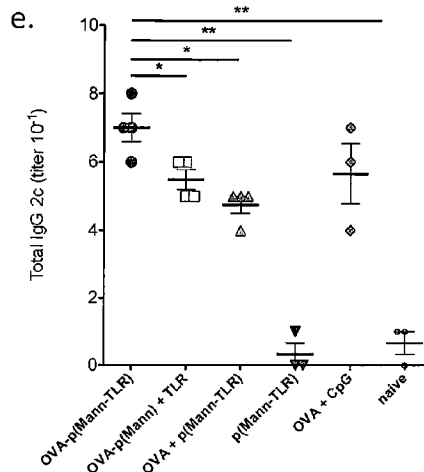 e.
**
**
*
*
Total IgG 2c (titer 10⁻¹)
10
8
6
4
2
0
OVA-p(Mann-TLR)
OVA-p(Mann) + TLR
OVA + p(Mann-TLR)
p(Mann-TLR)
OVA + CpG
naive